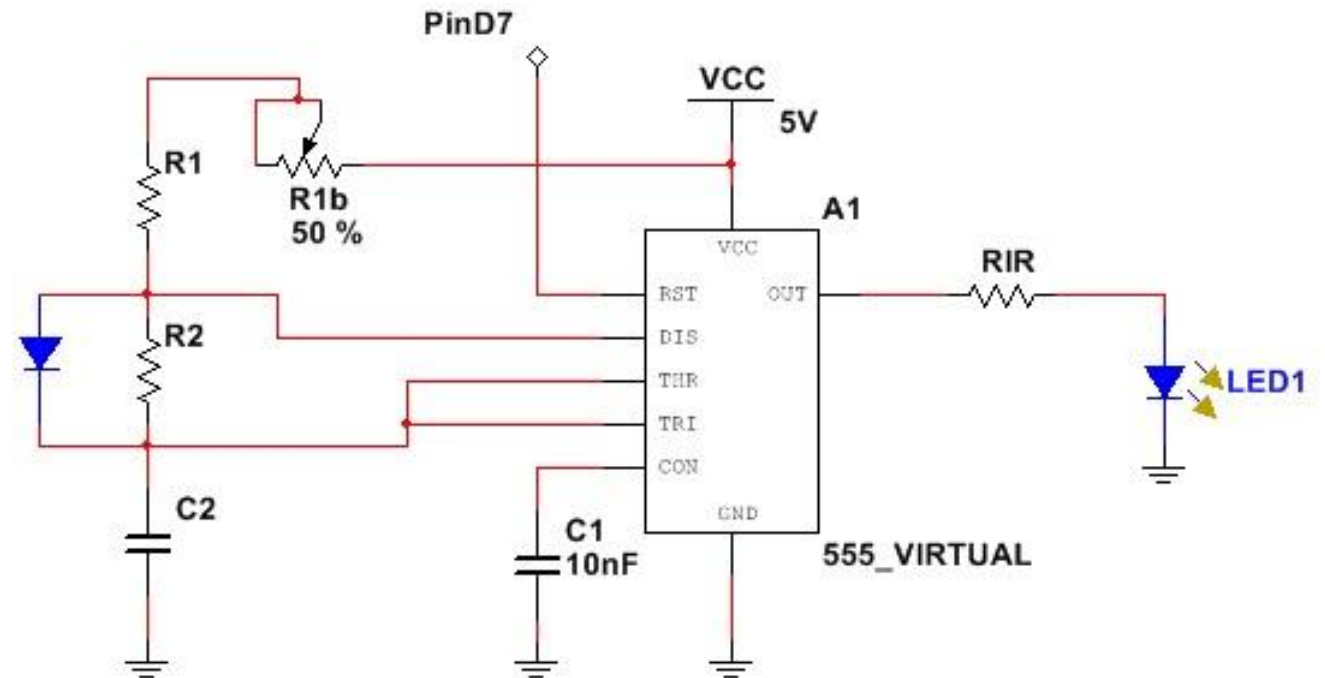 PinD7
VCC
5V
R1
R1b
50 %
A1
VCC
RIR
RST
OUT
R2
DIS
THR
LED1
TRI
CON
C2
GND
C1
10nF
555_VIRTUAL